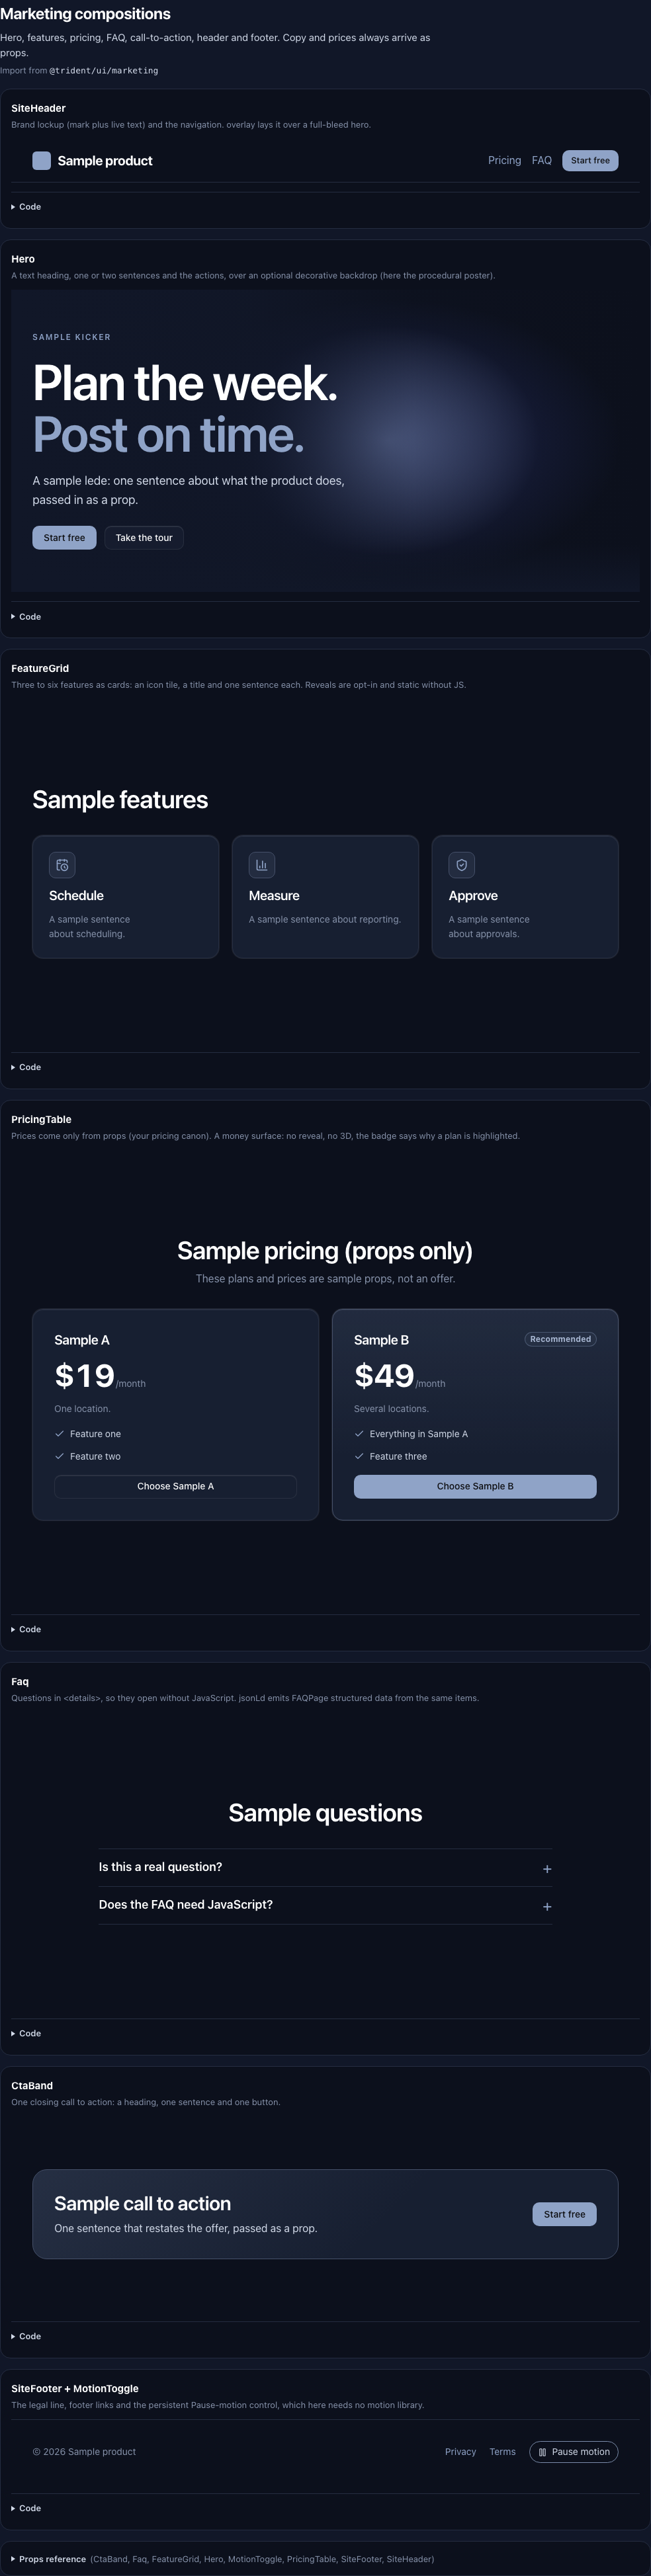 Marketing compositions
Hero, features, pricing, FAQ, call-to-action, header and footer. Copy and prices always arrive as
props.
Import from @trident/ui/marketing
SiteHeader
Brand lockup (mark plus live text) and the navigation. overlay lays it over a full-bleed hero.
Sample product
Pricing FAQ Start free
Code
Hero
A text heading, one or two sentences and the actions, over an optional decorative backdrop (here the procedural poster).
SAMPLE KICKER
Plan the week.
Post on time.
A sample lede: one sentence about what the product does,
passed in as a prop.
Start free Take the tour
Code
FeatureGrid
Three to six features as cards: an icon tile, a title and one sentence each. Reveals are opt-in and static without JS.
Sample features
Schedule
A sample sentence
about scheduling.
Measure
A sample sentence about reporting.
Approve
A sample sentence
about approvals.
Code
PricingTable
Prices come only from props (your pricing canon). A money surface: no reveal, no 3D, the badge says why a plan is highlighted.
Sample pricing (props only)
These plans and prices are sample props, not an offer.
Sample A
$19/month
One location.
Feature one
Feature two
Choose Sample A
Sample B Recommended
$49/month
Several locations.
Everything in Sample A
Feature three
Choose Sample B
Code
Faq
Questions in <details>, so they open without JavaScript. jsonLd emits FAQPage structured data from the same items.
Sample questions
Is this a real question? +
Does the FAQ need JavaScript? +
Code
CtaBand
One closing call to action: a heading, one sentence and one button.
Sample call to action
One sentence that restates the offer, passed as a prop.
Start free
Code
SiteFooter + MotionToggle
The legal line, footer links and the persistent Pause-motion control, which here needs no motion library.
© 2026 Sample product
Privacy Terms Pause motion
Code
Props reference (CtaBand, Faq, FeatureGrid, Hero, MotionToggle, PricingTable, SiteFooter, SiteHeader)